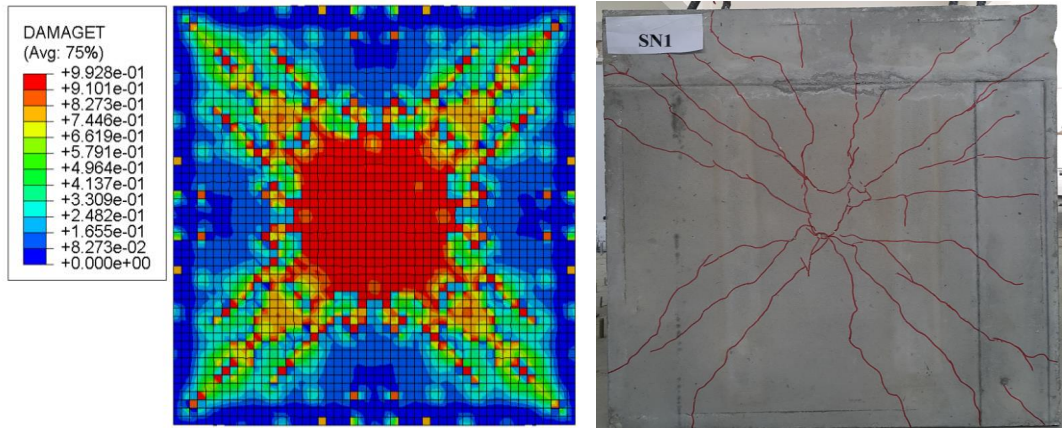 DAMAGET
(Avg: 75%)
+9.928e-01
+9.101e-01
+8.273e-01
+7.446e-01
+6.619e-01
+5.791e-01
+4.964e-01
+4.137e-01
+3.309e-01
+2.482e-01
+1.655e-01
+8.273e-02
+0.000e+00
SN1